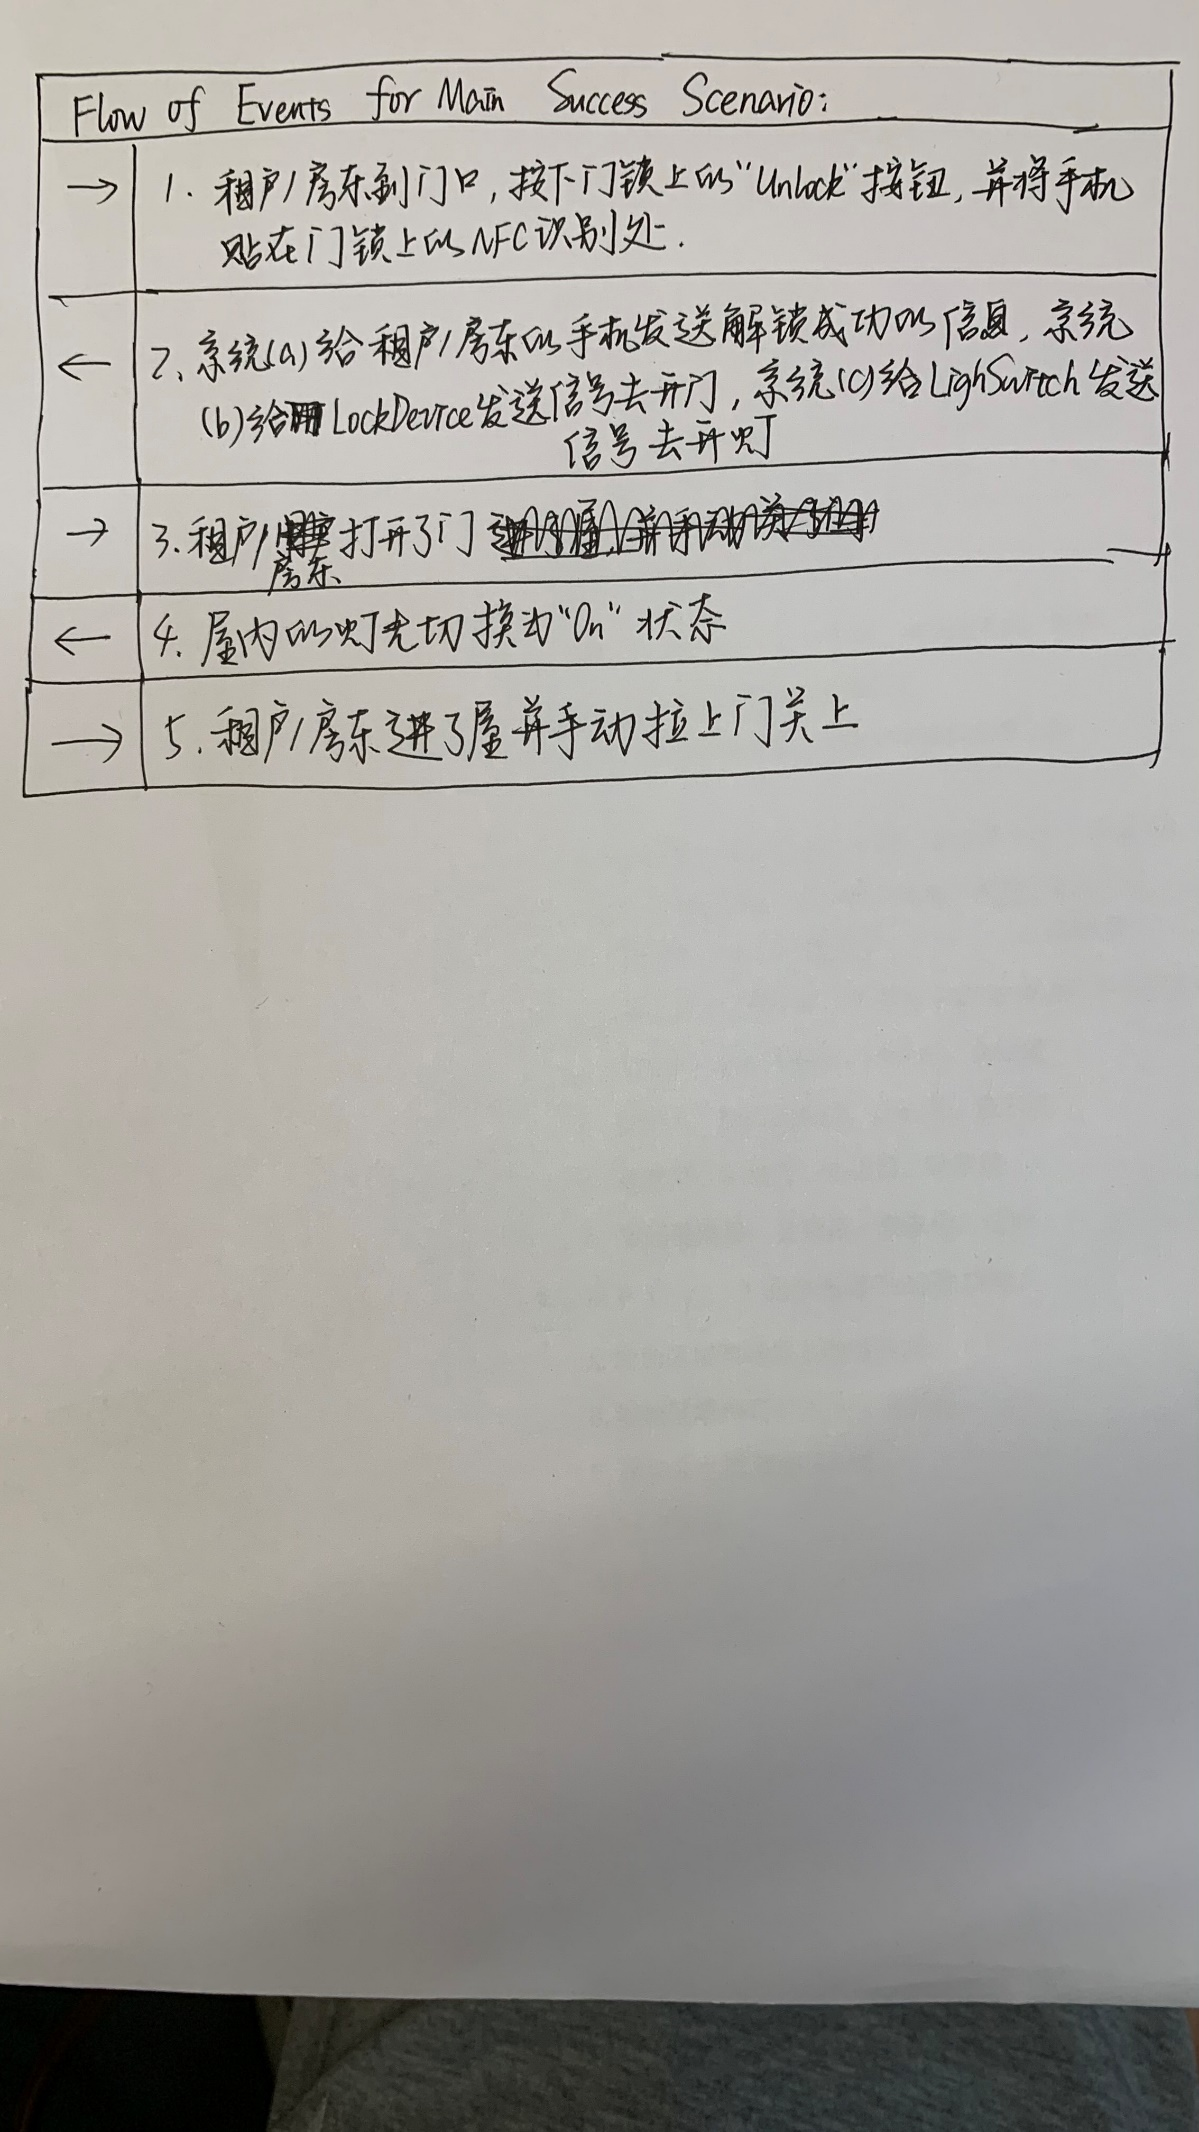 Flow of Events for Main Success Scenario:
→ 1. 租户/房东到门口,按下门锁上的"Unlock"按钮,并将手机
贴在门锁上的NFC识别处.
← 2、系统(a)给租户/房东的手机发送解锁成功的信息,系统
(b)给LockDevice发送信号去开门,系统(c)给LighSwitch发送
信号去开灯
→ 3.租户/ 打开了门
房东
← 4. 屋内的灯光切换为"On"状态
→ 5.租户/房东进了屋并手动拉上门关上